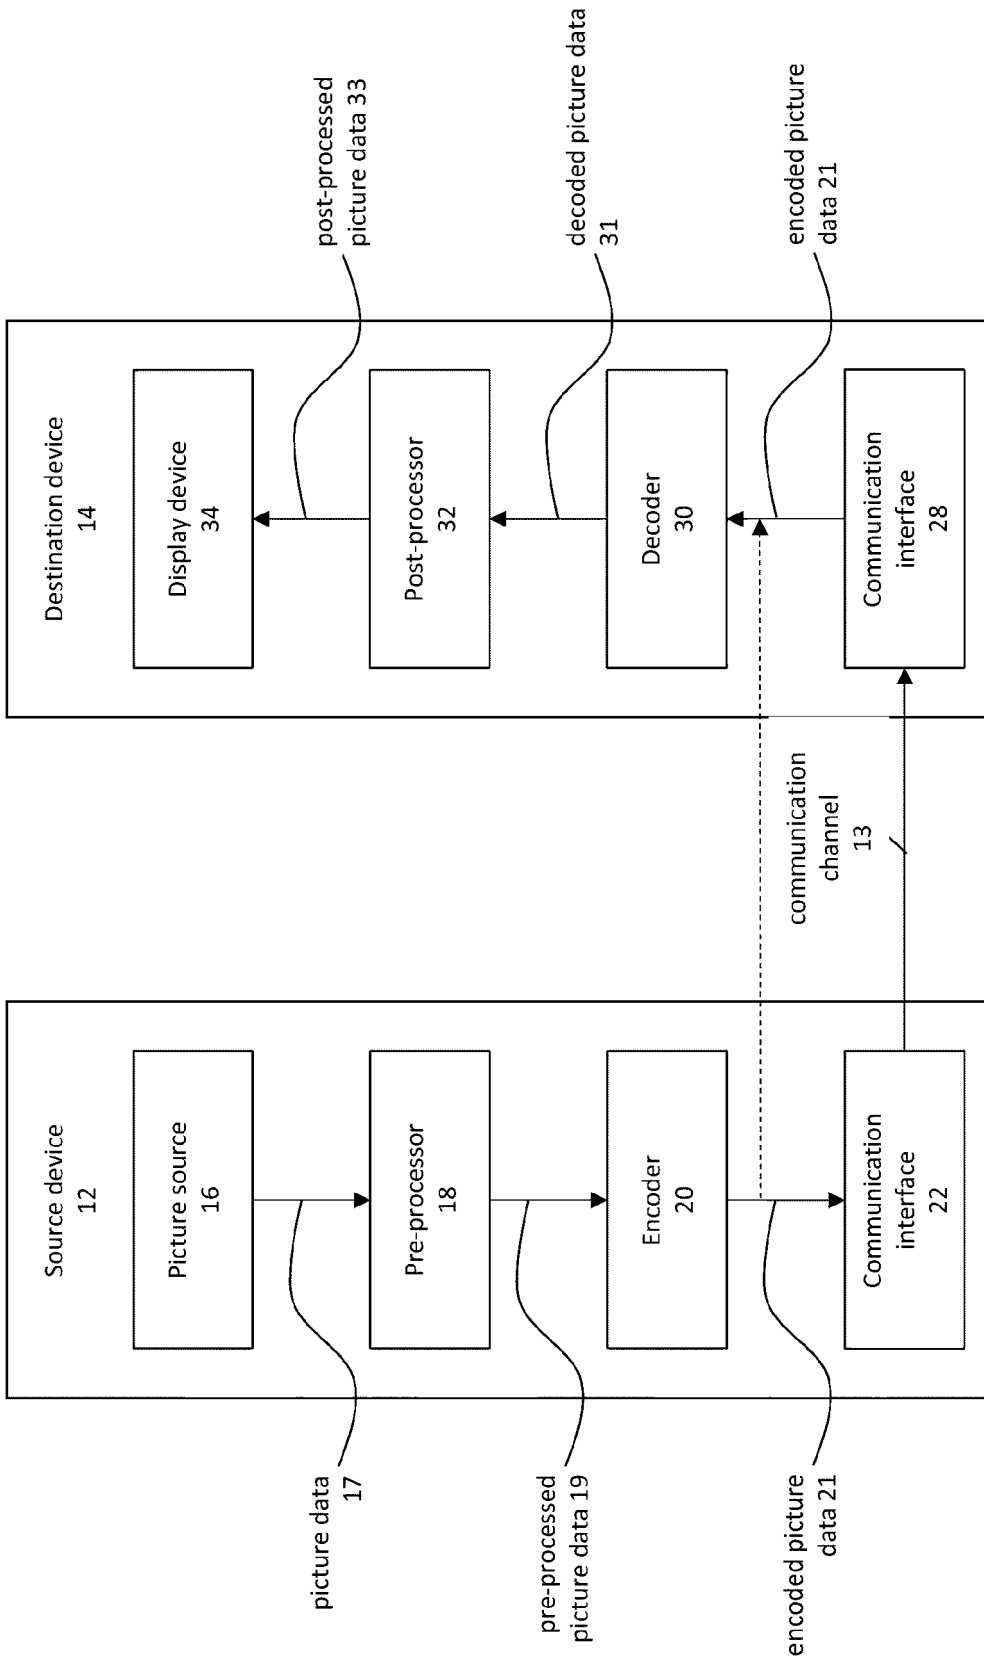 Source device
12
Picture source
16
picture data
17
Pre-processor
18
pre-processed
picture data 19
Encoder
20
encoded picture
data 21
Communication
interface
22
communication
channel
13
Destination device
14
Display device
34
post-processed
picture data 33
Post-processor
32
decoded picture data
31
Decoder
30
encoded picture
data 21
Communication
interface
28